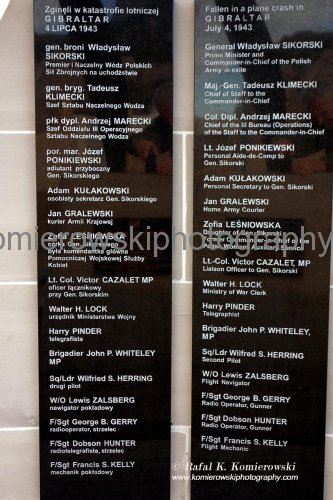 Zginęli w katastrofie lotniczej
GIBRALTAR
4 LIPCA 1943
gen. broni Władysław
SIKORSKI
Premier i Naczelny Wódz Polskich
Sił Zbrojnych na uchodźstwie
gen. bryg. Tadeusz
KLIMECKI
Szef Sztabu Naczelnego Wodza
płk dypl. Andrzej MARECKI
Szef Oddziału III Operacyjnego
Sztabu Naczelnego Wodza
por. mar. Józef
PONIKIEWSKI
adiutant przyboczny
Gen. Sikorskiego
Adam KUŁAKOWSKI
osobisty sekretarz Gen. Sikorskiego
Jan GRALEWSKI
kurier Armii Krajowej
Zofia LEŚNIOWSKA
była komendantką
Pomocniczej Wojskowej Służby
Kobiet
Lt. Col. Victor CAZALET MP
oficer łącznikowy
przy Gen. Sikorskim
Walter H. LOCK
urzędnik Ministerstwa Wojny
Harry PINDER
telegrafista
Brigadier John P. WHITELEY
MP
Sq/Ldr Wilfred S. HERRING
drugi pilot
W/O Lewis ZALSBERG
nawigator pokładowy
F/Sgt George B. GERRY
radiooperator, strzelec
F/Sgt Dobson HUNTER
radiotelegrafista, strzelec
F/Sgt Francis S. KELLY
mechanik pokładowy
Fallen in a plane crash in
GIBRALTAR
July 4, 1943
General Władysław SIKORSKI
Prime Minister and
Commander-in-Chief of the Polish
Army in exile
Maj.-Gen. Tadeusz KLIMECKI
Chief of Staff to the
Commander-in-Chief
Col. Dipl. Andrzej MARECKI
Chief of the III Bureau (Operations)
of the Staff to the Commander-in-Chief
Lt. Józef PONIKIEWSKI
Personal Aide-de-Camp to
Gen. Sikorski
Adam KUŁAKOWSKI
Personal Secretary to Gen. Sikorski
Jan GRALEWSKI
Home Army Courier
Zofia LEŚNIOWSKA
Lt.-Col. Victor CAZALET, MP
Liaison Officer to Gen. Sikorski
Walter H. LOCK
Ministry of War Clerk
Harry PINDER
Telegraphist
Brigadier John P. WHITELEY,
MP
Sq/Ldr Wilfred S. HERRING
Second Pilot
W/O Lewis ZALSBERG
Flight Navigator
F/Sgt George B. GERRY
Radio Operator, Gunner
F/Sgt Dobson HUNTER
Radio Operator, Gunner
F/Sgt Francis S. KELLY
Flight Mechanic
komierowskiphotography.c
© Rafal K. Komierowski
www.komierowskiphotography.com